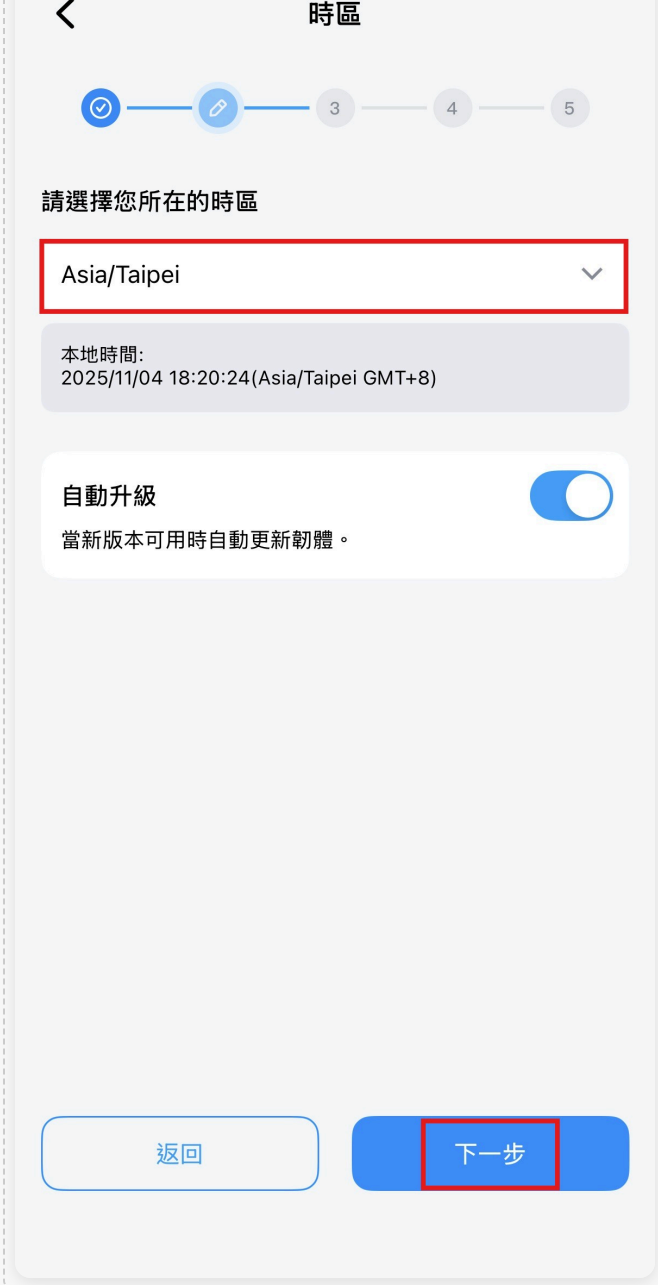 時區
3 4 5
請選擇您所在的時區
Asia/Taipei
本地時間:
2025/11/04 18:20:24(Asia/Taipei GMT+8)
自動升級
當新版本可用時自動更新韌體。
返回 下一步